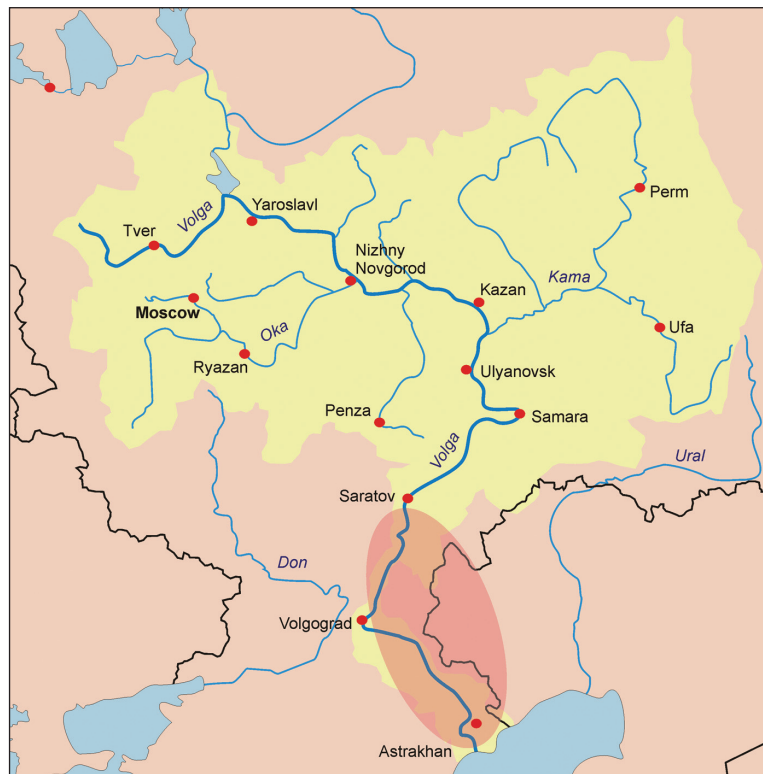 Perm
Yaroslavl
Volga
Tver
Nizhny
Novgorod
Kazan
Kama
Moscow
Oka
Ufa
Ryazan
Ulyanovsk
Penza
Samara
Volga
Ural
Saratov
Don
Volgograd
Astrakhan